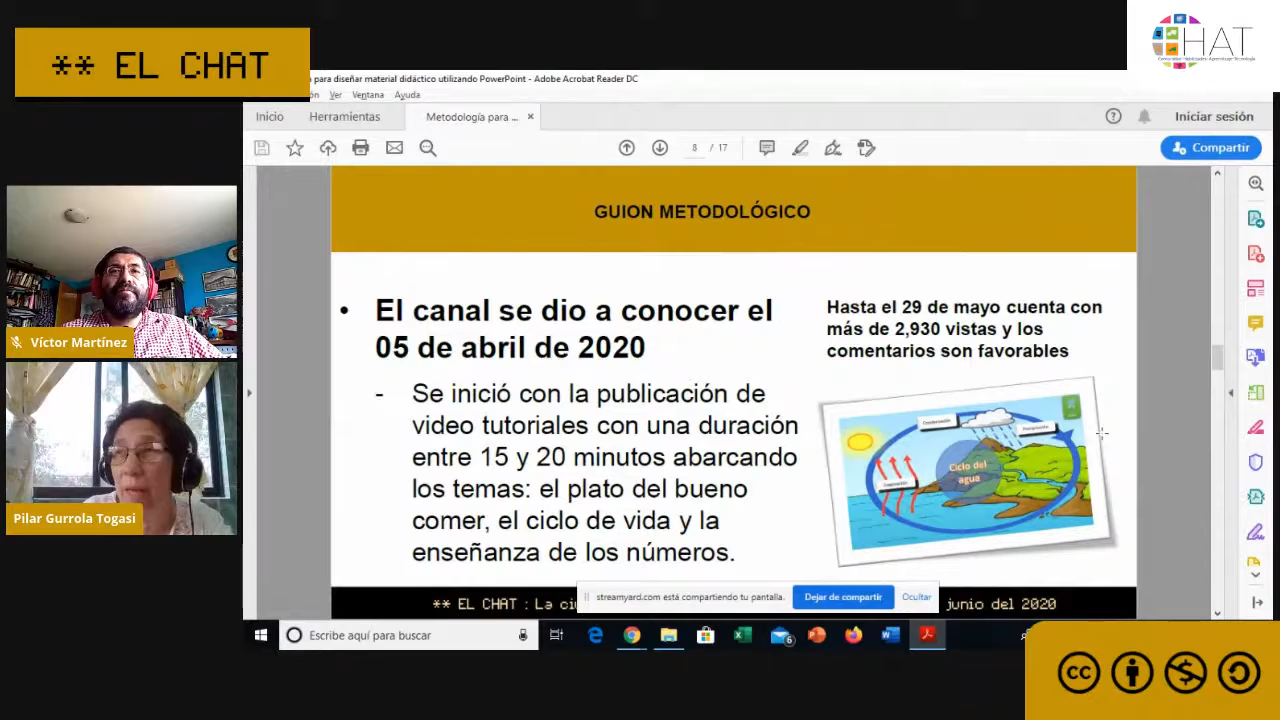 ** EL CHAT
HAT
para diseñar material didáctico utilizando PowerPoint - Adobe Acrobat Reader DC
Ver Ventana Ayuda
Inicio Herramientas Metodología para ... ×
Iniciar sesión
8 / 17
Compartir
GUION METODOLÓGICO
• El canal se dio a conocer el
05 de abril de 2020
- Se inició con la publicación de
video tutoriales con una duración
entre 15 y 20 minutos abarcando
los temas: el plato del bueno
comer, el ciclo de vida y la
enseñanza de los números.
Hasta el 29 de mayo cuenta con
más de 2,930 vistas y los
comentarios son favorables
Ciclo del
agua
Víctor Martínez
Pilar Gurrola Togasi
** EL CHAT : La
junio del 2020
streamyard.com está compartiendo tu pantalla.
Dejar de compartir
Ocultar
Escribe aquí para buscar
6
cc